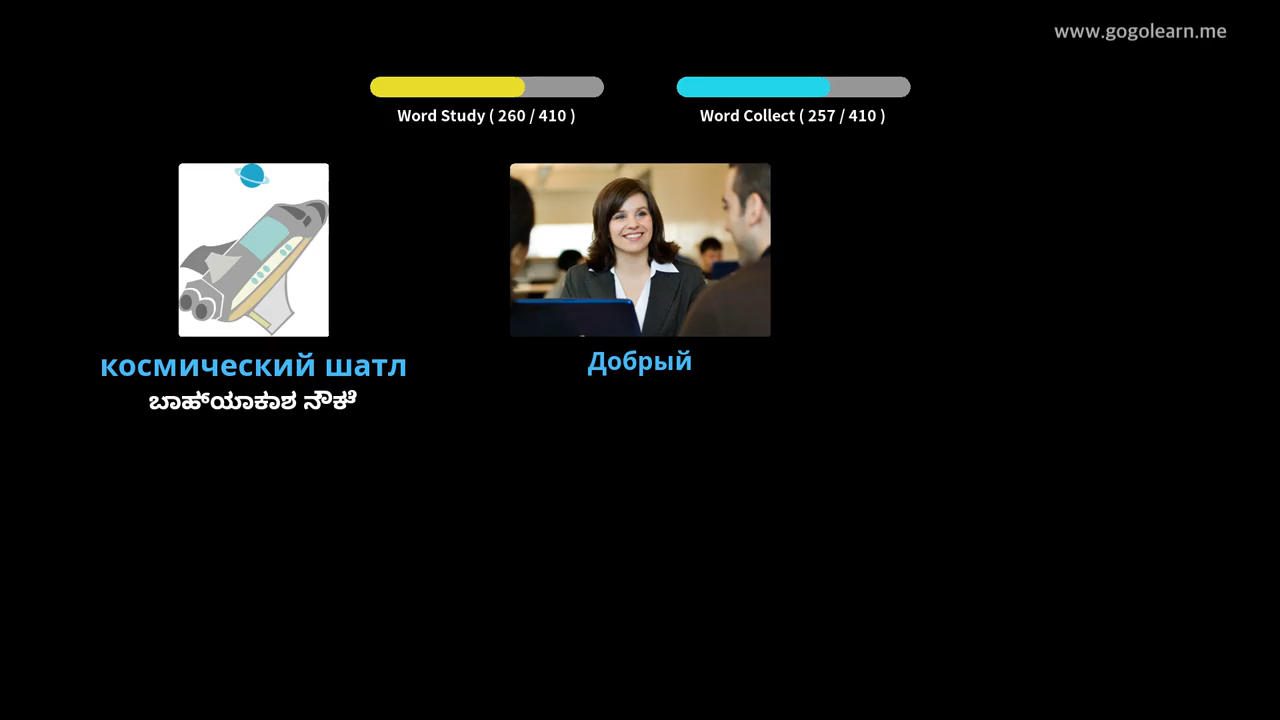 www.gogolearn.me
Word Study ( 260 / 410 )
Word Collect ( 257 / 410 )
космический шатл
ಬಾಹ್‌ಯಾಕಾಶ ನೌಕೆ
Добрый